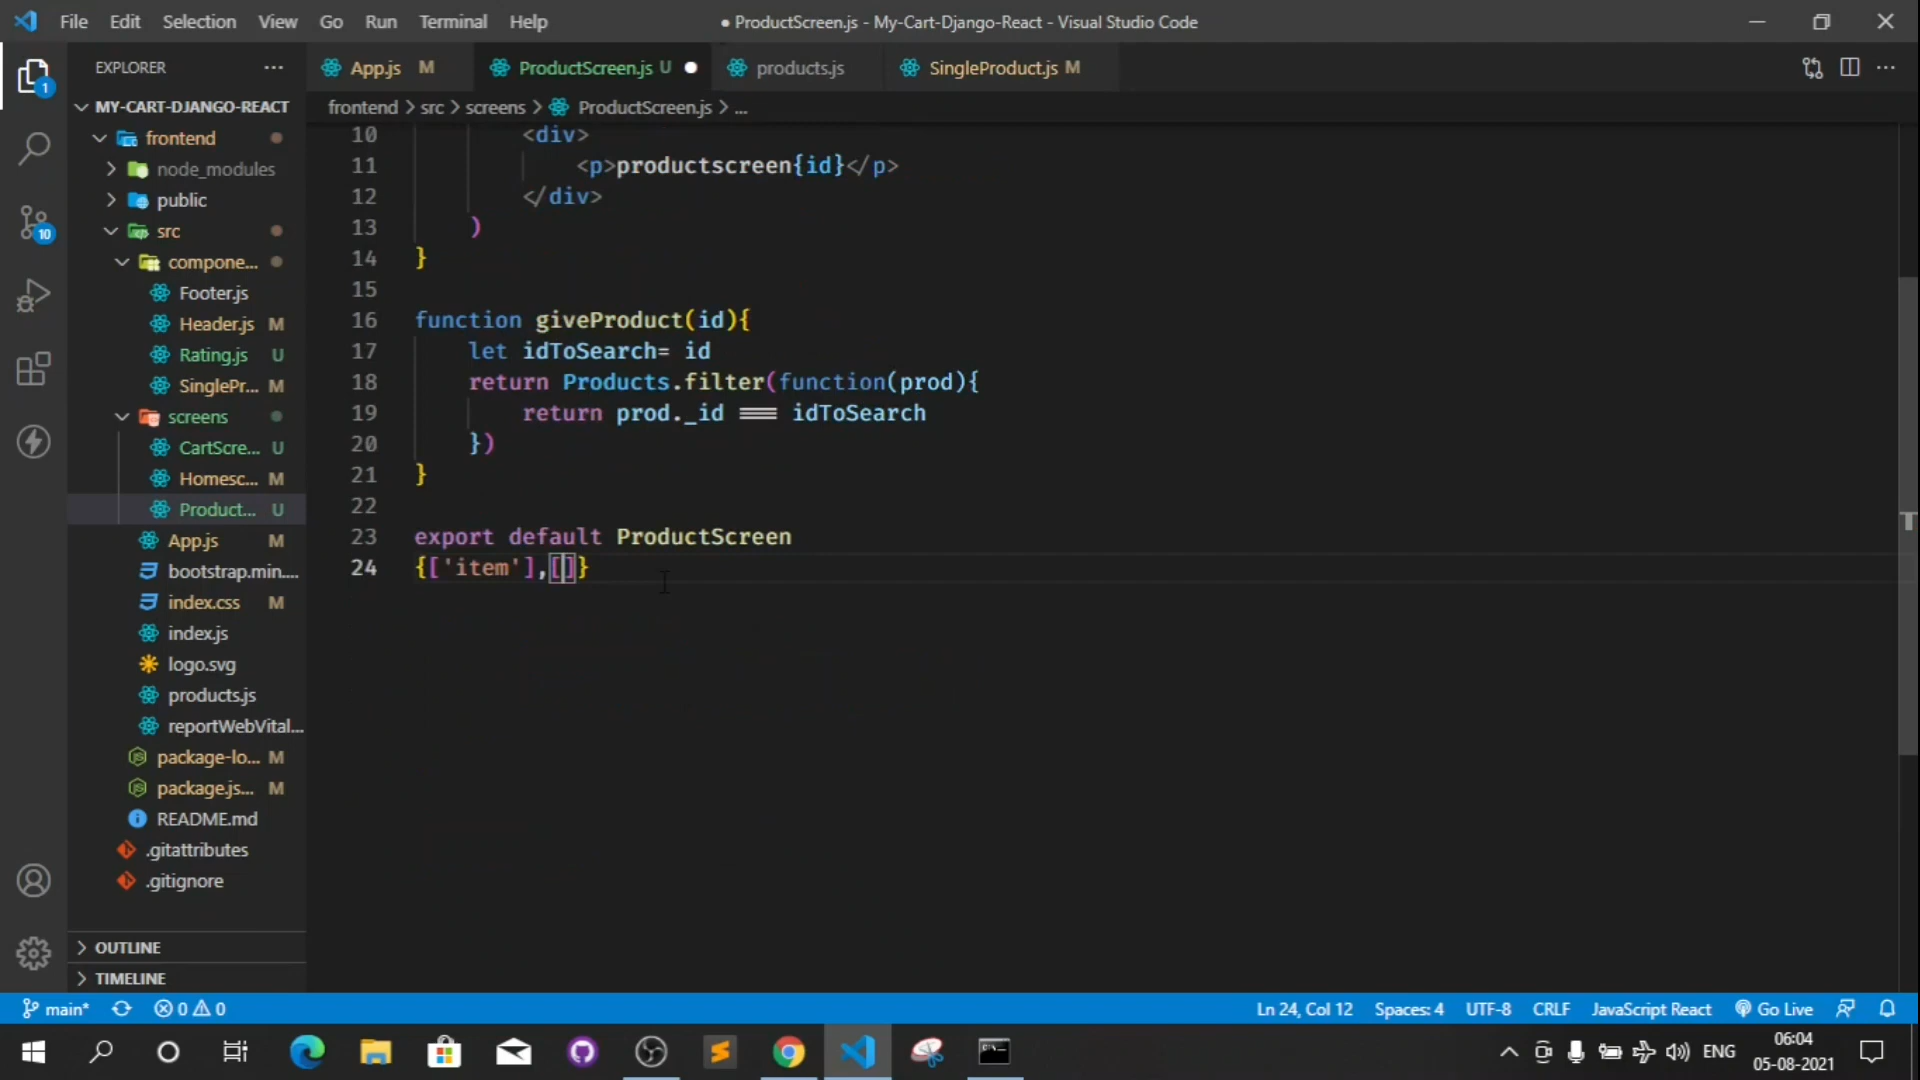 File Edit Selection View Go Run Terminal Help
● ProductScreen.js - My-Cart-Django-React - Visual Studio Code
EXPLORER ...
App.js M
ProductScreen.js U ●
products.js
SingleProduct.js M
MY-CART-DJANGO-REACT
frontend > src > screens > ProductScreen.js > ...
frontend
node_modules
public
src
compone...
Footer.js
Header.js M
Rating.js U
SinglePr... M
screens
CartScre... U
Homesc... M
Product... U
App.js M
bootstrap.min....
index.css M
index.js
logo.svg
products.js
reportWebVital...
package-lo... M
package.js... M
README.md
.gitattributes
.gitignore
OUTLINE
TIMELINE
1
10
10 <div>
11 <p>productscreen{id}</p>
12 </div>
13 )
14 }
15
16 function giveProduct(id){
17 let idToSearch= id
18 return Products.filter(function(prod){
19 return prod._id === idToSearch
20 })
21 }
22
23 export default ProductScreen
24 {['item'],[]}
main* 0 0 Ln 24, Col 12 Spaces: 4 UTF-8 CRLF JavaScript React Go Live
ENG
06:04
05-08-2021